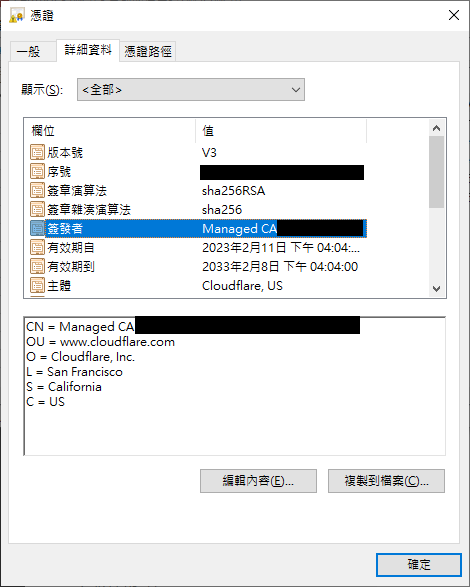 憑證
一般 詳細資料 憑證路徑
顯示(S): <全部>
欄位 值
版本號 V3
序號
簽章演算法 sha256RSA
簽章雜湊演算法 sha256
簽發者 Managed CA
有效期自 2023年2月11日 下午 04:04:...
有效期到 2033年2月8日 下午 04:04:00
主體 Cloudflare, US
CN = Managed CA
OU = www.cloudflare.com
O = Cloudflare, Inc.
L = San Francisco
S = California
C = US
編輯內容(E)... 複製到檔案(C)...
確定